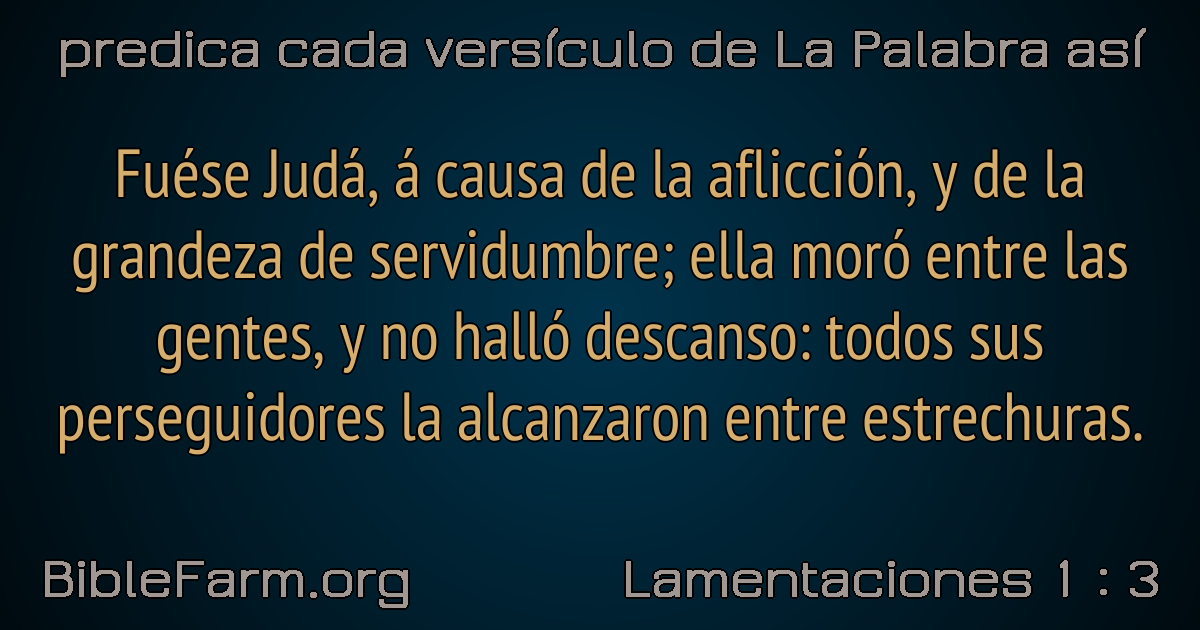 predica cada versículo de La Palabra así
Fuése Judá, á causa de la aflicción, y de la
grandeza de servidumbre; ella moró entre las
gentes, y no halló descanso: todos sus
perseguidores la alcanzaron entre estrechuras.
BibleFarm.org
Lamentaciones 1 : 3